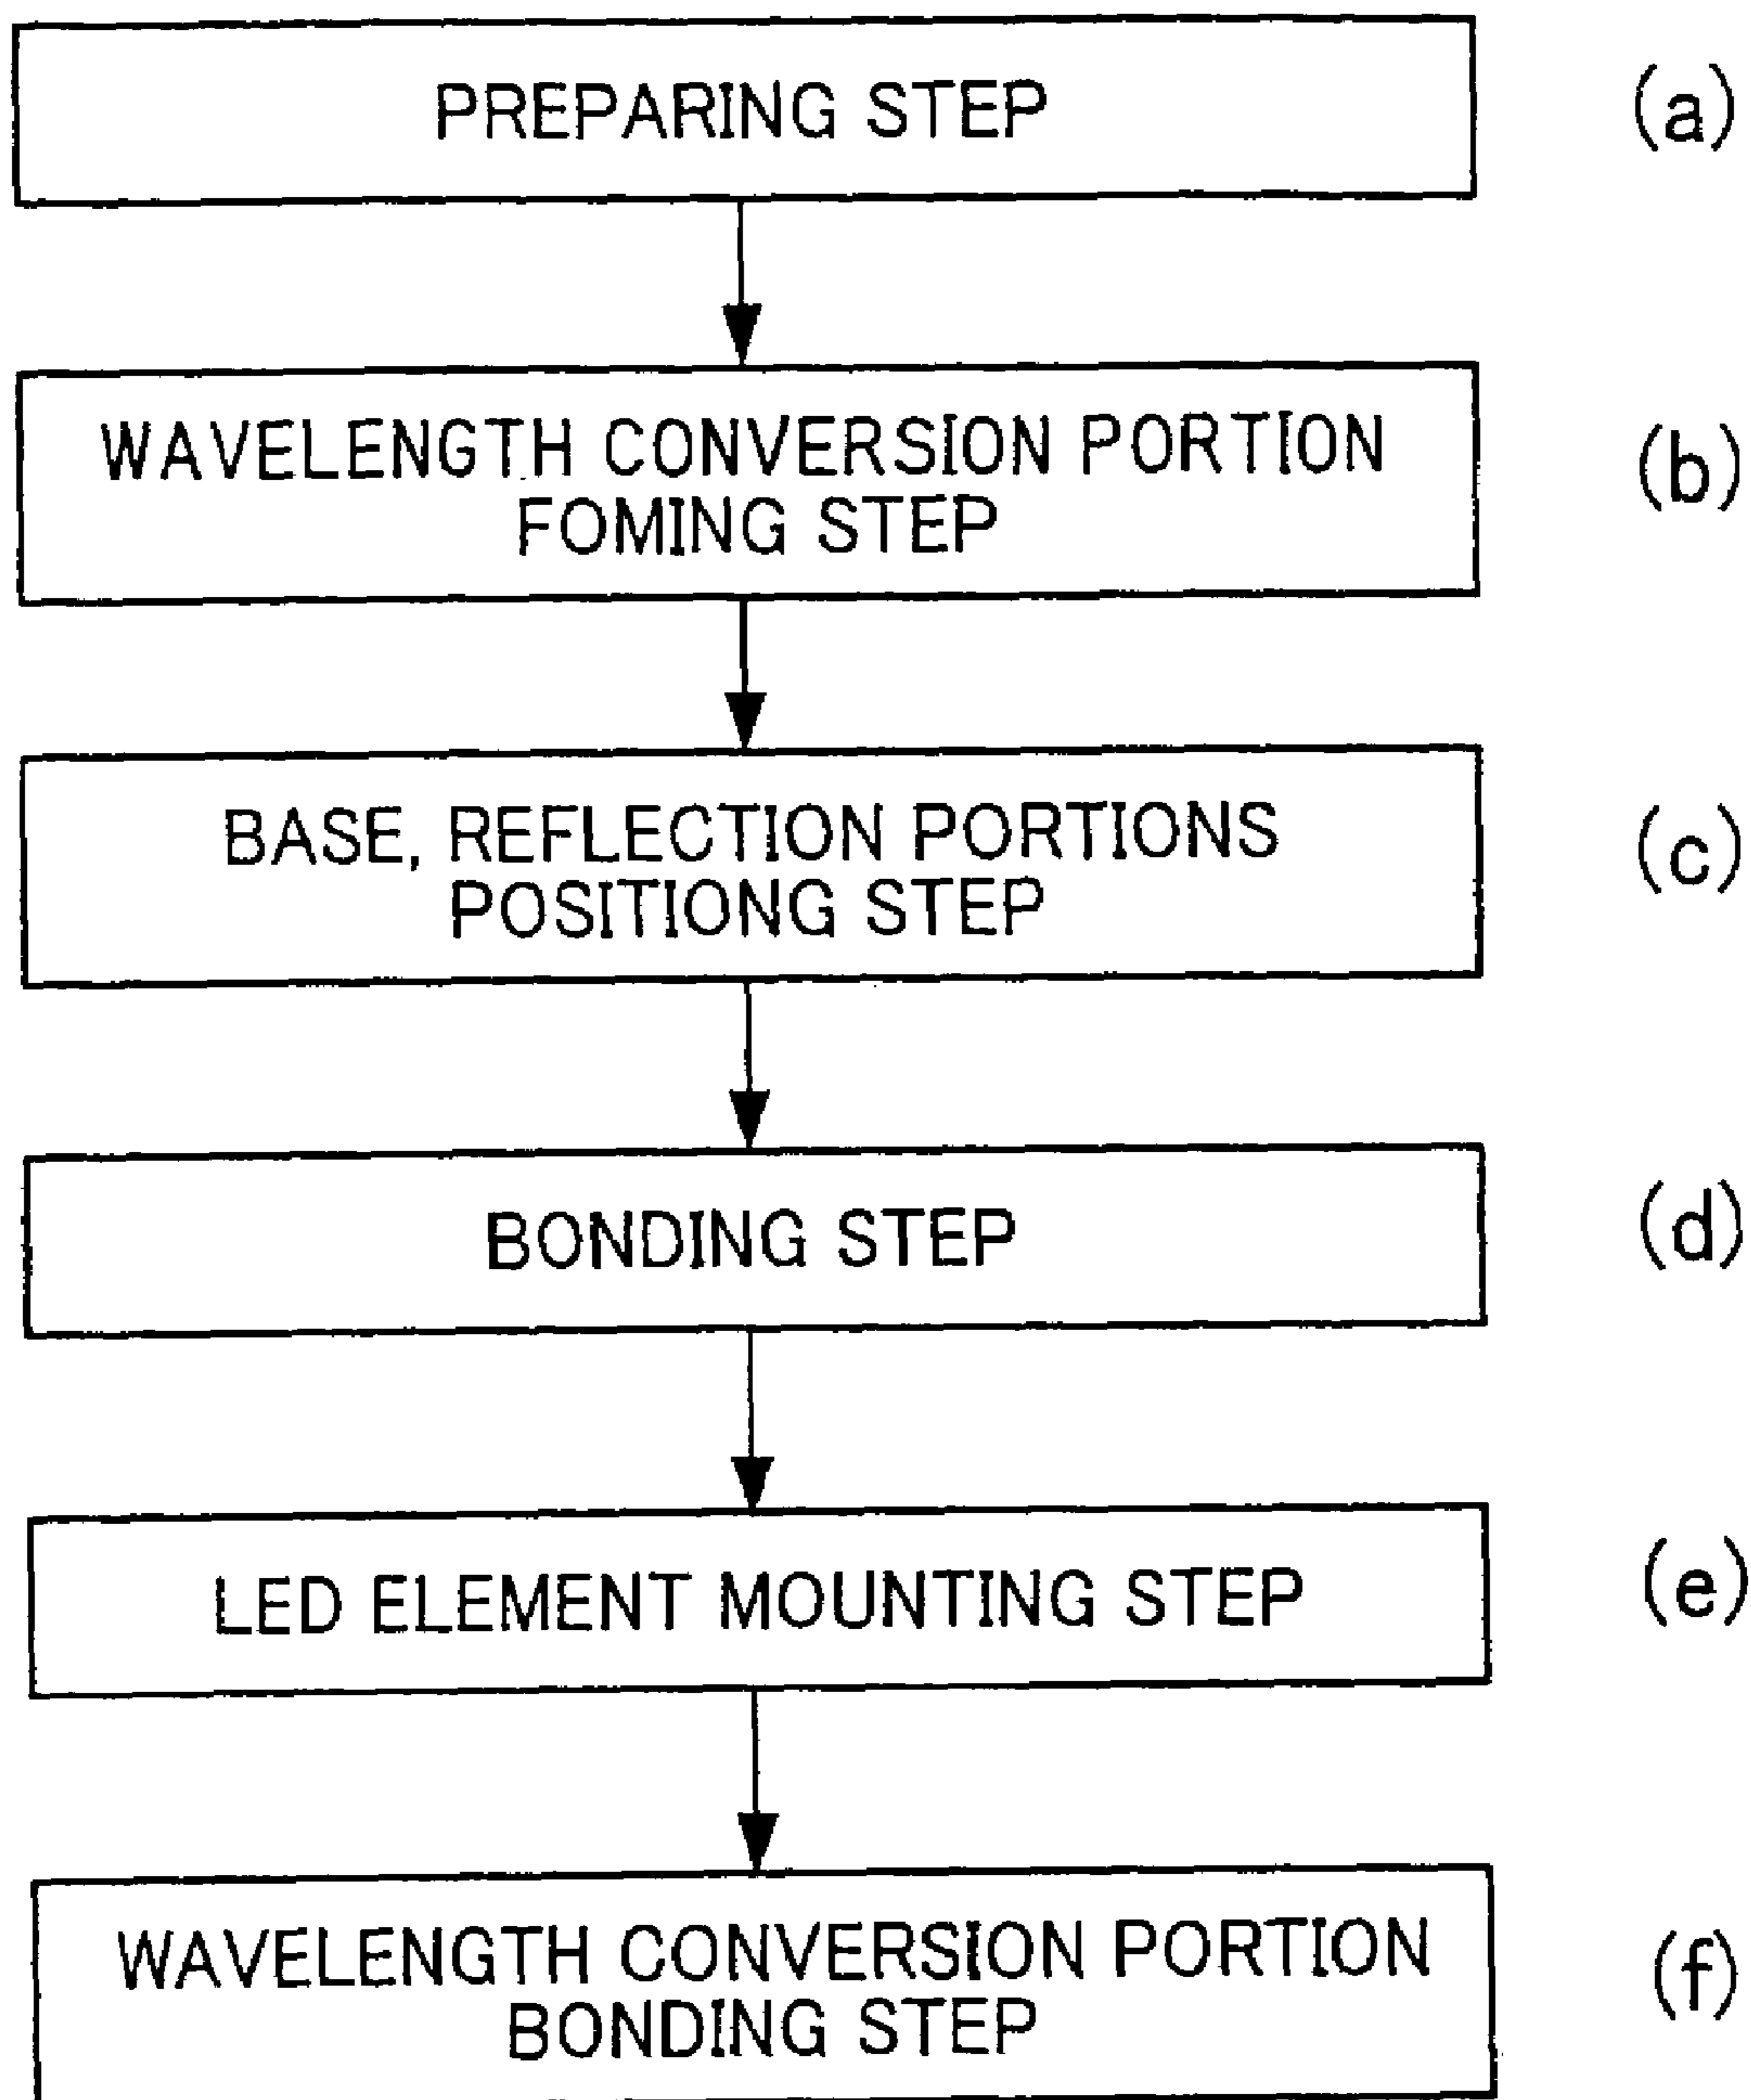 PREPARING STEP
(a)
WAVELENGTH CONVERSION PORTION
FOMING STEP
(b)
BASE, REFLECTION PORTIONS
POSITIONG STEP
(c)
BONDING STEP
(d)
LED ELEMENT MOUNTING STEP
(e)
WAVELENGTH CONVERSION PORTION
BONDING STEP
(f)